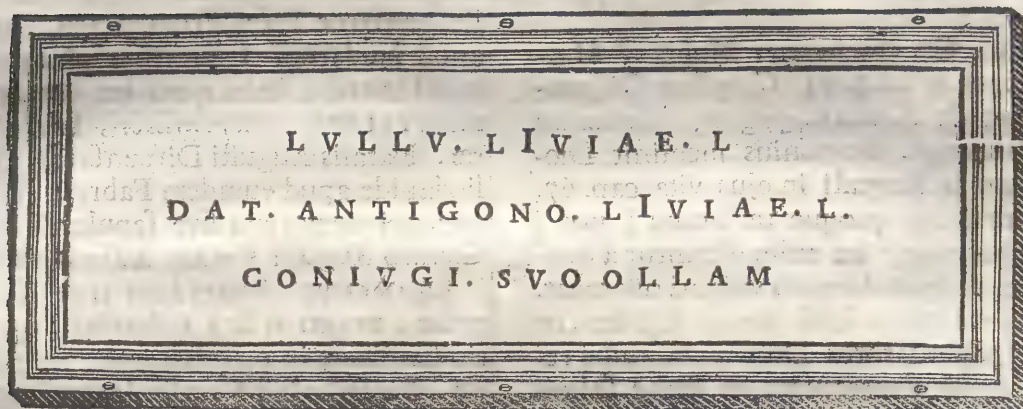 LVLLV. LIVIAE. L
DAT. ANTIGONO. LIVIAE. L.
CONIVGI. SVO OLLAM